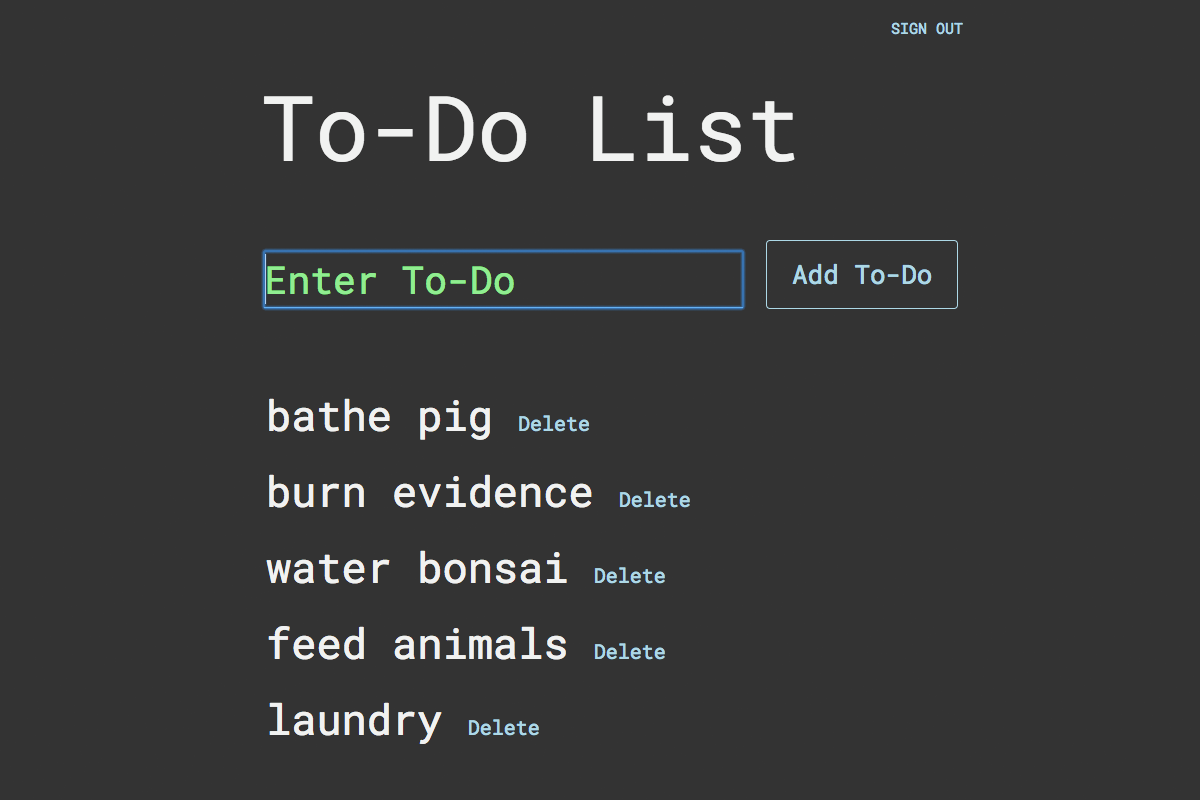 SIGN OUT
To-Do List
Enter To-Do
Add To-Do
bathe pig Delete
burn evidence Delete
water bonsai Delete
feed animals Delete
laundry Delete